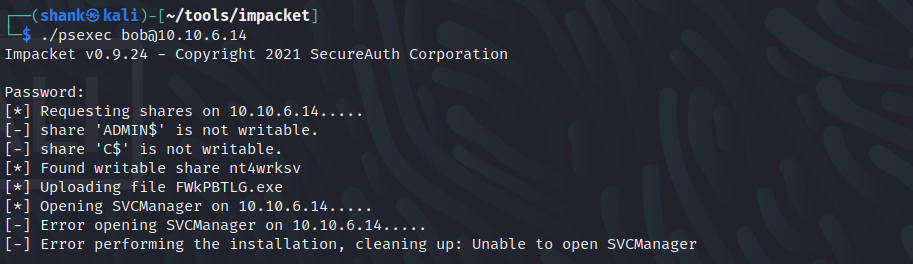 ┌──(shank㉿kali)-[~/tools/impacket]
└─$ ./psexec bob@10.10.6.14
Impacket v0.9.24 - Copyright 2021 SecureAuth Corporation
Password:
[*] Requesting shares on 10.10.6.14.....
[-] share 'ADMIN$' is not writable.
[-] share 'C$' is not writable.
[*] Found writable share nt4wrksv
[*] Uploading file FWkPBTLG.exe
[*] Opening SVCManager on 10.10.6.14.....
[-] Error opening SVCManager on 10.10.6.14.....
[-] Error performing the installation, cleaning up: Unable to open SVCManager